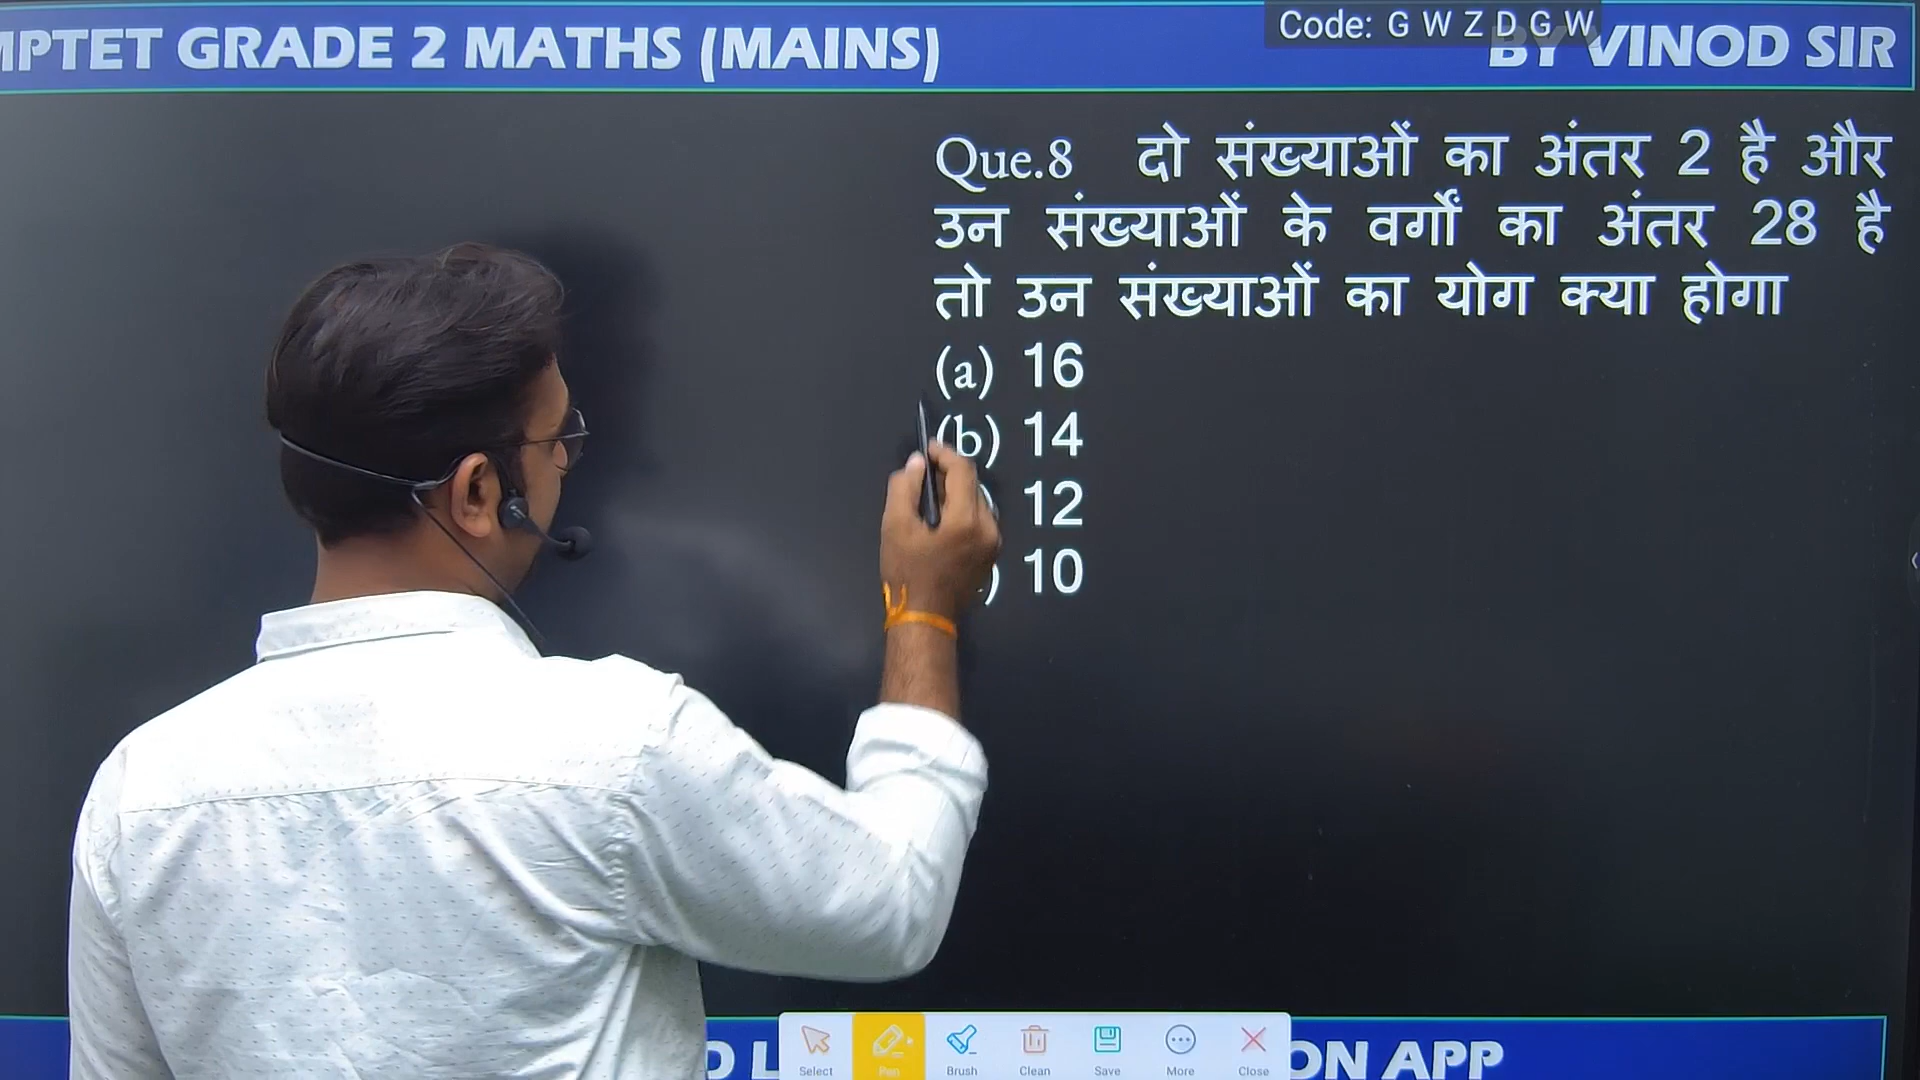 MPTET GRADE 2 MATHS (MAINS)
Code: G W Z D G W
BY VINOD SIR
Que.8 दो संख्याओं का अंतर 2 है और
उन संख्याओं के वर्गों का अंतर 28 है
तो उन संख्याओं का योग क्या होगा
(a) 16
(b) 14
12
10
ON APP
Select Pen Brush Clean Save More Close